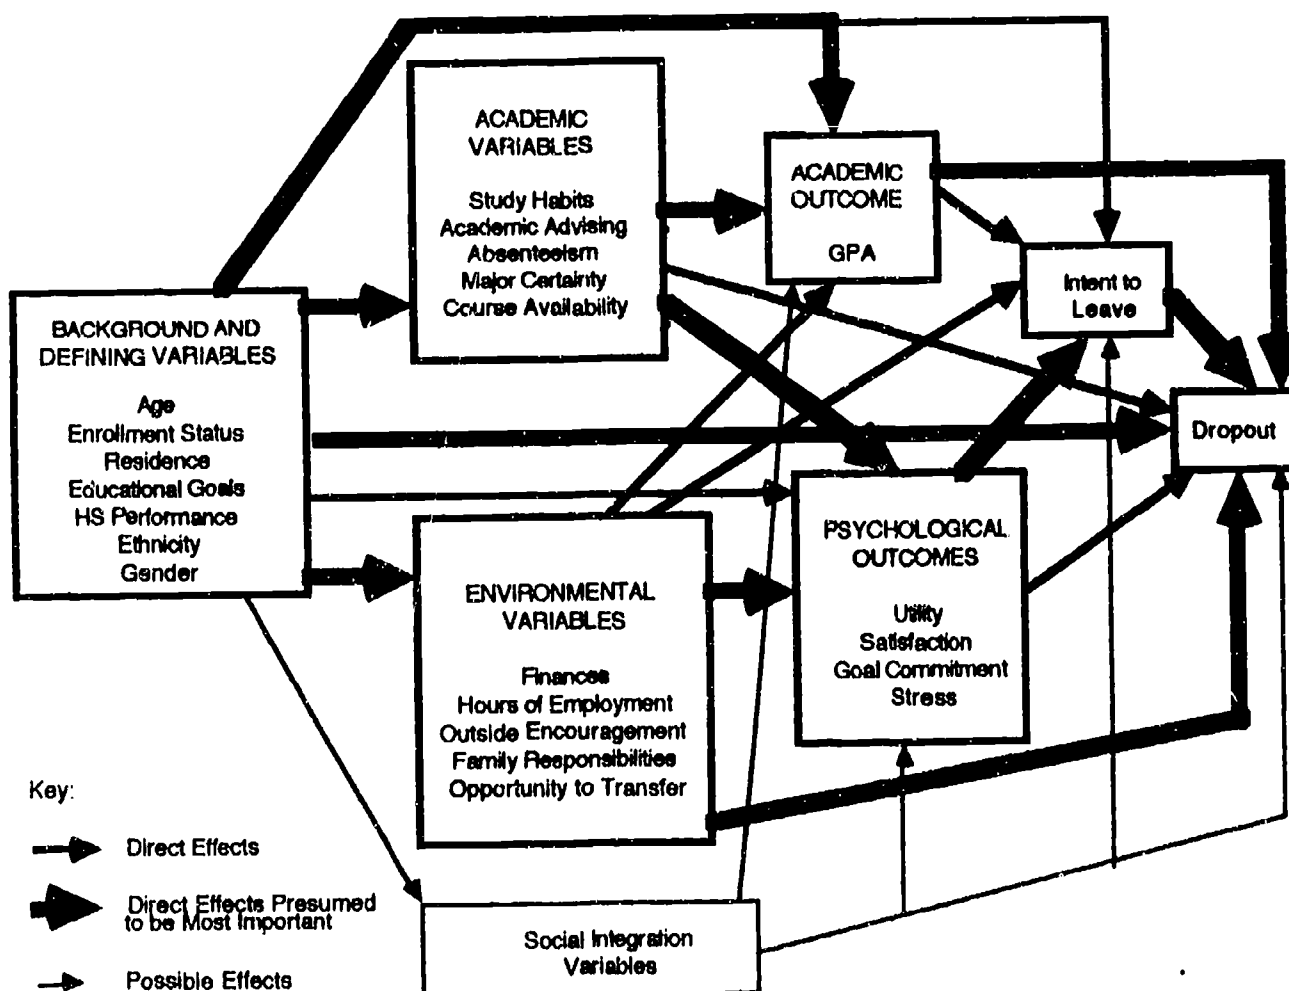 ACADEMIC
VARIABLES
Study Habits
Academic Advising
Absenteeism
Major Certainty
Course Availability
ACADEMIC
OUTCOME
GPA
Intent to
Leave
BACKGROUND AND
DEFINING VARIABLES
Age
Enrollment Status
Residence
Educational Goals
HS Performance
Ethnicity
Gender
Dropout
PSYCHOLOGICAL
OUTCOMES
Utility
Satisfaction
Goal Commitment
Stress
ENVIRONMENTAL
VARIABLES
Finances
Hours of Employment
Outside Encouragement
Family Responsibilities
Opportunity to Transfer
Social Integration
Variables
Key:
Direct Effects
Direct Effects Presumed
to be Most Important
Possible Effects